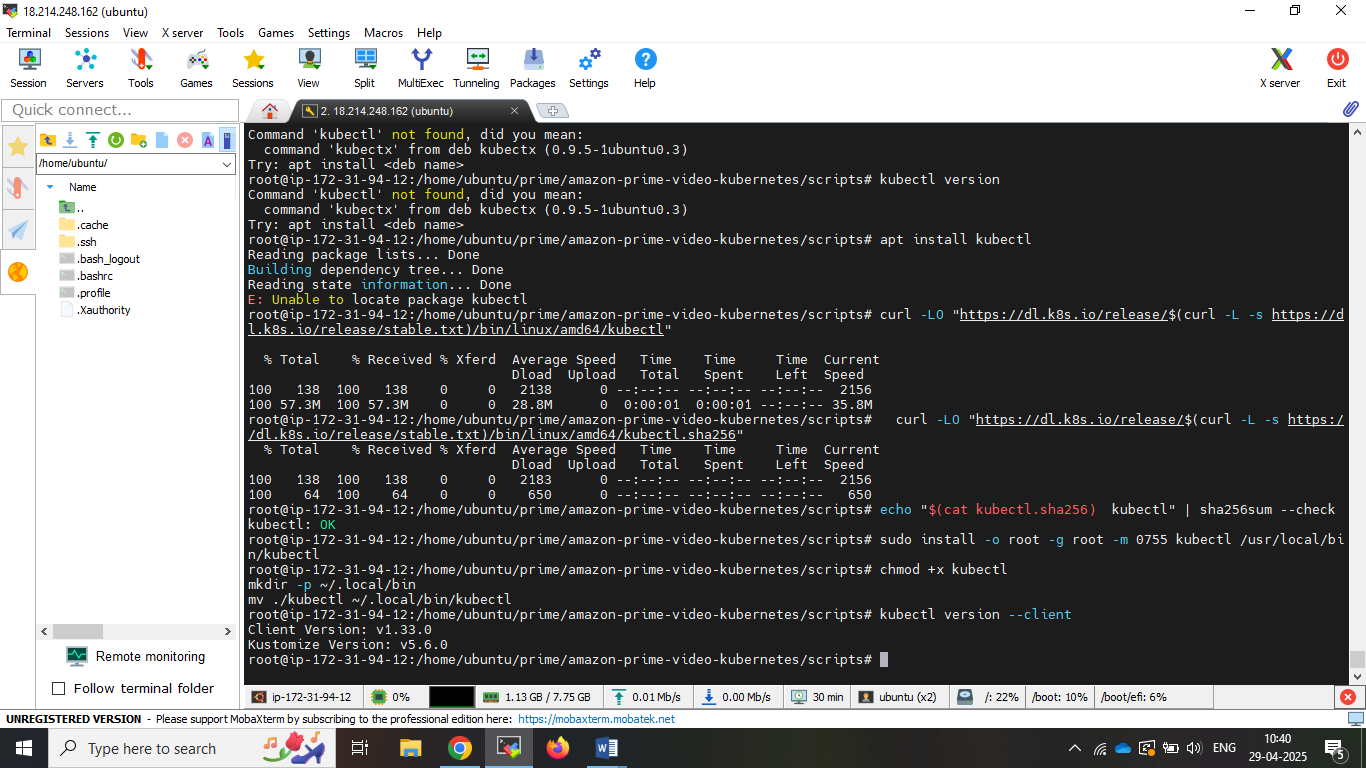 18.214.248.162 (ubuntu)
Terminal Sessions View X server Tools Games Settings Macros Help
Session Servers Tools Games Sessions View Split MultiExec Tunneling Packages Settings Help X server Exit
Quick connect...
2. 18.214.248.162 (ubuntu)
/home/ubuntu/
Name
..
.cache
.ssh
.bash_logout
.bashrc
.profile
.Xauthority
Remote monitoring
Follow terminal folder
Command 'kubectl' not found, did you mean:
command 'kubectx' from deb kubectx (0.9.5-1ubuntu0.3)
Try: apt install <deb name>
root@ip-172-31-94-12:/home/ubuntu/prime/amazon-prime-video-kubernetes/scripts# kubectl version
Command 'kubectl' not found, did you mean:
command 'kubectx' from deb kubectx (0.9.5-1ubuntu0.3)
Try: apt install <deb name>
root@ip-172-31-94-12:/home/ubuntu/prime/amazon-prime-video-kubernetes/scripts# apt install kubectl
Reading package lists... Done
Building dependency tree... Done
Reading state information... Done
E: Unable to locate package kubectl
root@ip-172-31-94-12:/home/ubuntu/prime/amazon-prime-video-kubernetes/scripts# curl -LO "https://dl.k8s.io/release/$(curl -L -s https://d
l.k8s.io/release/stable.txt)/bin/linux/amd64/kubectl"
% Total % Received % Xferd Average Speed Time Time Time Current
Dload Upload Total Spent Left Speed
100 138 100 138 0 0 2138 0 --:--:-- --:--:-- --:--:-- 2156
100 57.3M 100 57.3M 0 0 28.8M 0 0:00:01 0:00:01 --:--:-- 35.8M
root@ip-172-31-94-12:/home/ubuntu/prime/amazon-prime-video-kubernetes/scripts# curl -LO "https://dl.k8s.io/release/$(curl -L -s https:/
/dl.k8s.io/release/stable.txt)/bin/linux/amd64/kubectl.sha256"
% Total % Received % Xferd Average Speed Time Time Time Current
Dload Upload Total Spent Left Speed
100 138 100 138 0 0 2183 0 --:--:-- --:--:-- --:--:-- 2156
100 64 100 64 0 0 650 0 --:--:-- --:--:-- --:--:-- 650
root@ip-172-31-94-12:/home/ubuntu/prime/amazon-prime-video-kubernetes/scripts# echo "$(cat kubectl.sha256) kubectl" | sha256sum --check
kubectl: OK
root@ip-172-31-94-12:/home/ubuntu/prime/amazon-prime-video-kubernetes/scripts# sudo install -o root -g root -m 0755 kubectl /usr/local/bi
n/kubectl
root@ip-172-31-94-12:/home/ubuntu/prime/amazon-prime-video-kubernetes/scripts# chmod +x kubectl
mkdir -p ~/.local/bin
mv ./kubectl ~/.local/bin/kubectl
root@ip-172-31-94-12:/home/ubuntu/prime/amazon-prime-video-kubernetes/scripts# kubectl version --client
Client Version: v1.33.0
Kustomize Version: v5.6.0
root@ip-172-31-94-12:/home/ubuntu/prime/amazon-prime-video-kubernetes/scripts#
ip-172-31-94-12 0% 1.13 GB / 7.75 GB 0.01 Mb/s 0.00 Mb/s 30 min ubuntu (x2) /: 22% /boot: 10% /boot/efi: 6%
UNREGISTERED VERSION - Please support MobaXterm by subscribing to the professional edition here: https://mobaxterm.mobatek.net
Type here to search
ENG
10:40
29-04-2025
5